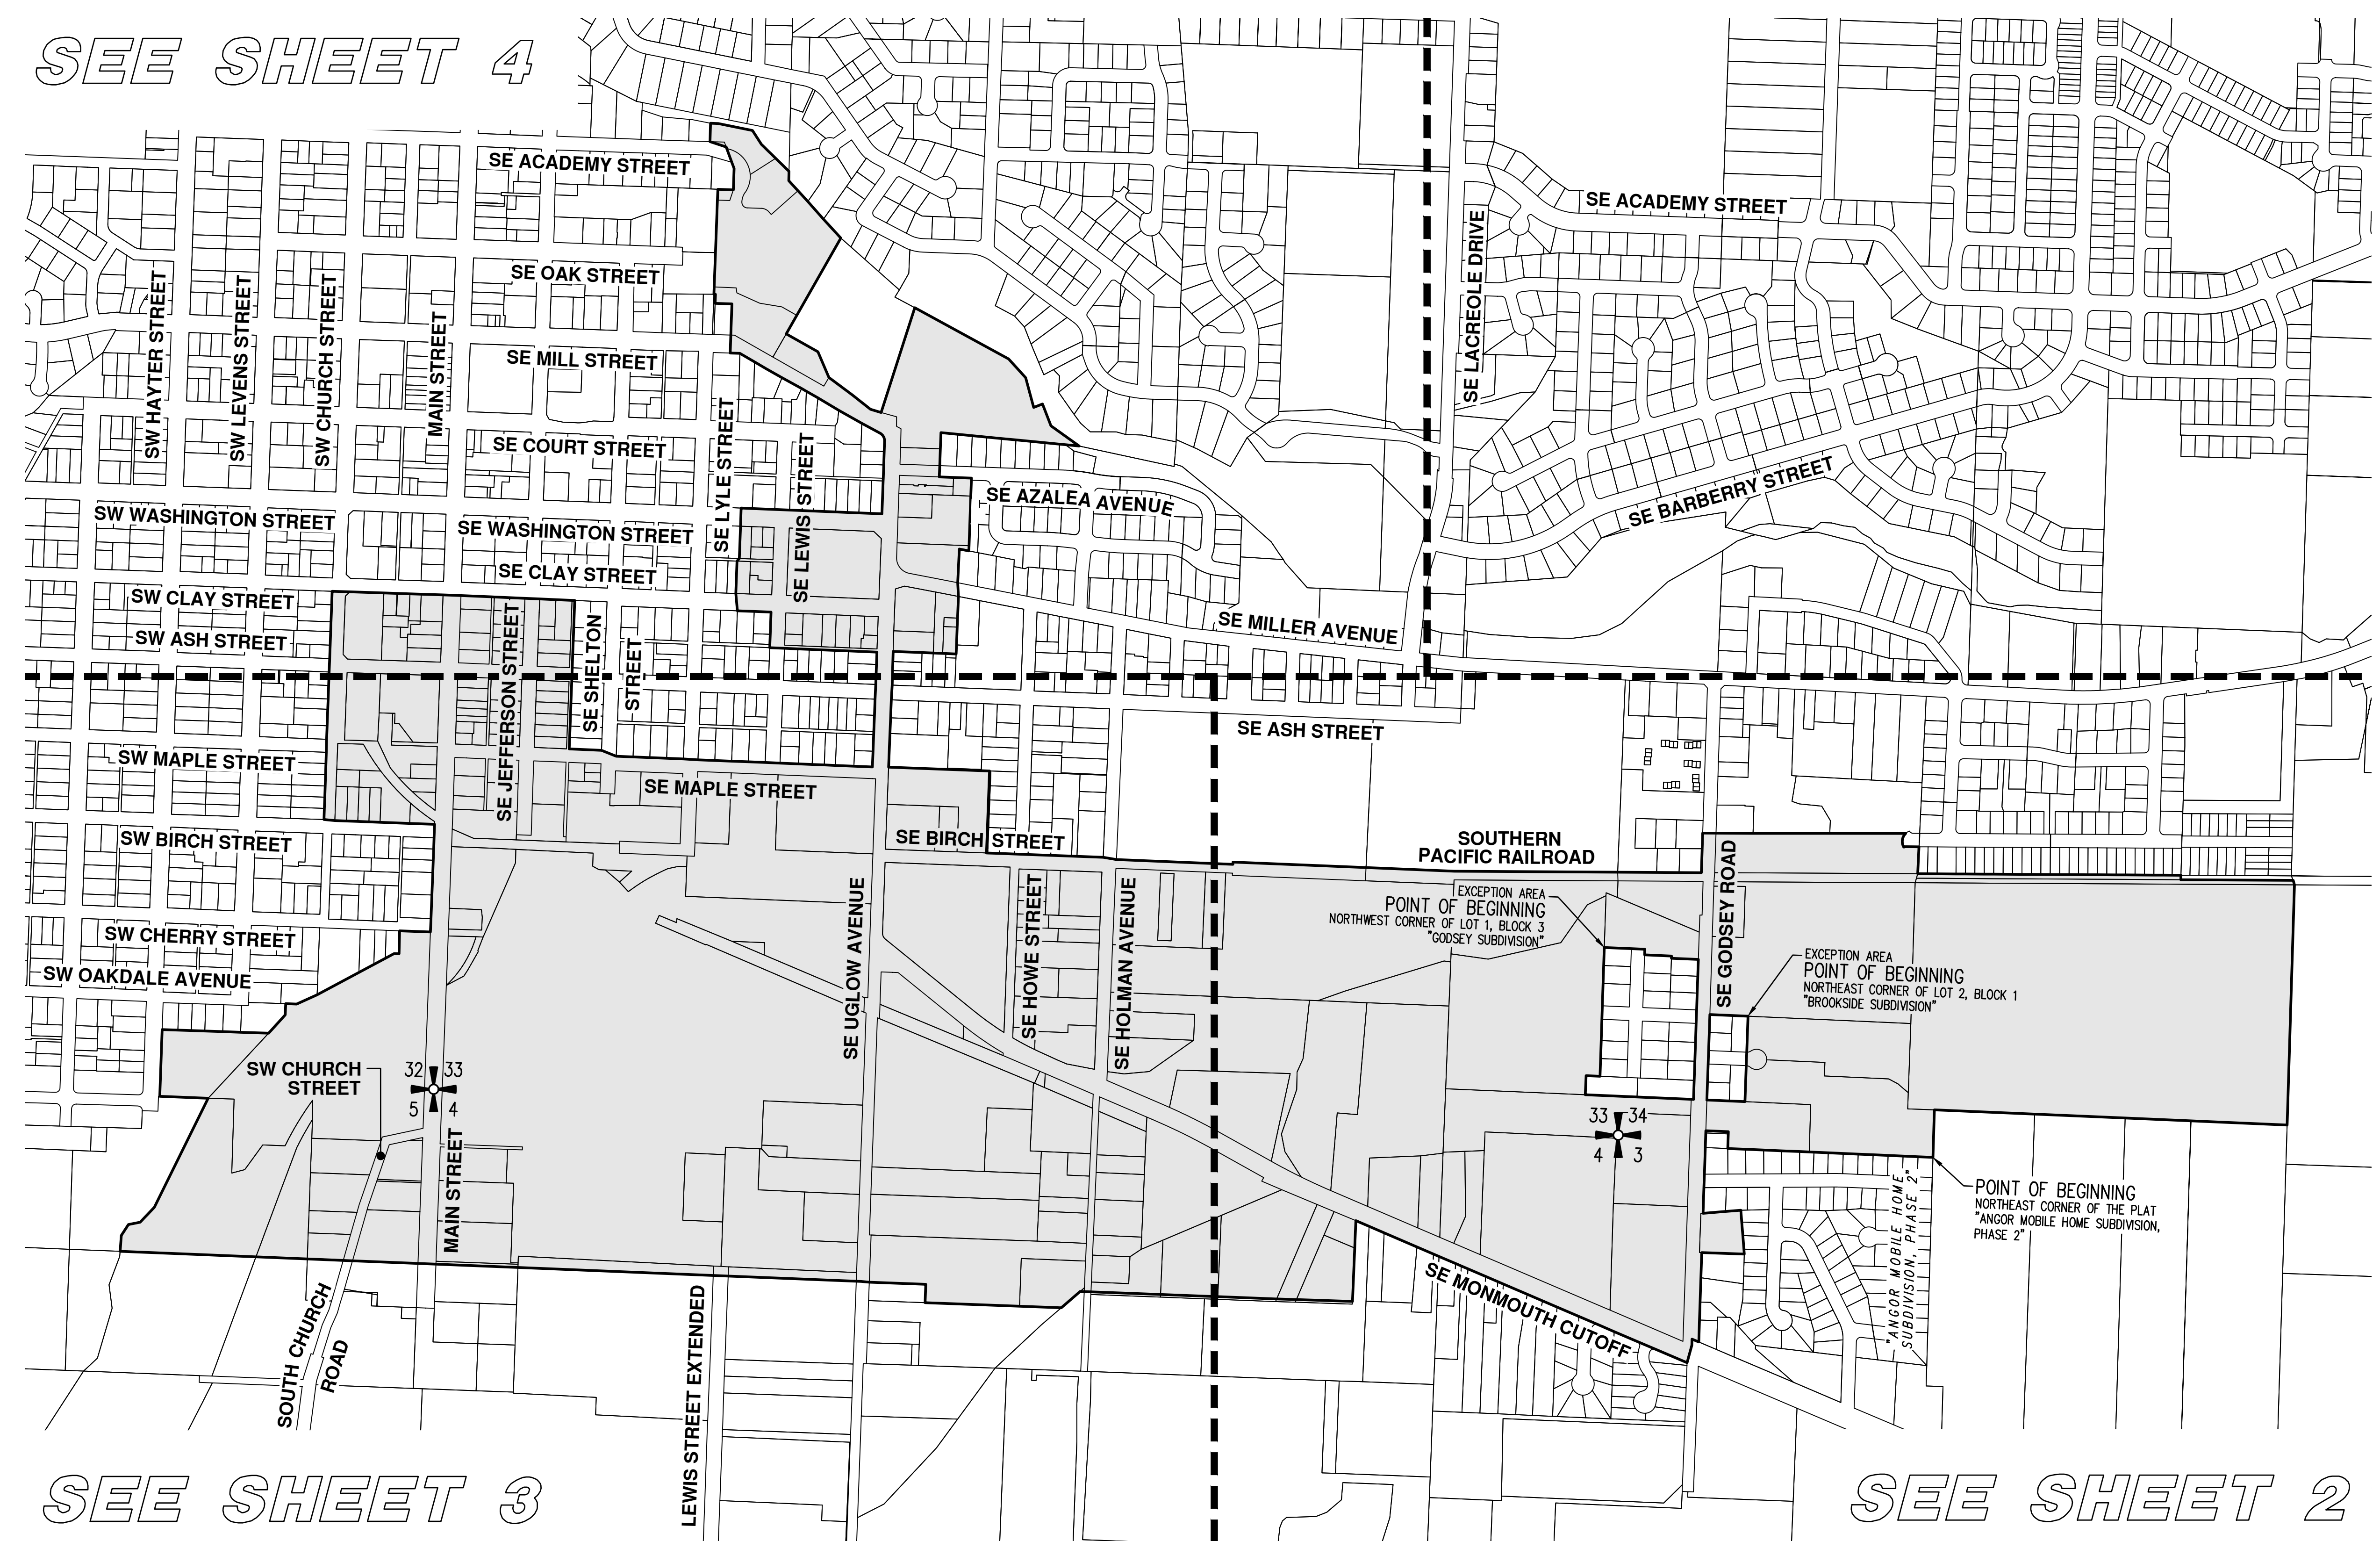 SEE SHEET 4
SE ACADEMY STREET
SE ACADEMY STREET
SE OAK STREET
SE MILL STREET
SE COURT STREET
SW HAYTER STREET
SW LEVENS STREET
SW CHURCH STREET
MAIN STREET
SE LYLE STREET
SE LEWIS STREET
SE LACREOLE DRIVE
SE AZALEA AVENUE
SE BARBERRY STREET
SW WASHINGTON STREET
SE WASHINGTON STREET
SE CLAY STREET
SW CLAY STREET
SW ASH STREET
SE JEFFERSON STREET
SE SHELTON
STREET
SE MILLER AVENUE
SE ASH STREET
SW MAPLE STREET
SE MAPLE STREET
SW BIRCH STREET
SE BIRCH STREET
SOUTHERN
PACIFIC RAILROAD
SE UGLOW AVENUE
SE HOWE STREET
SE HOLMAN AVENUE
EXCEPTION AREA
POINT OF BEGINNING
NORTHWEST CORNER OF LOT 1, BLOCK 3
"GODSEY SUBDIVISION"
SE GODSEY ROAD
EXCEPTION AREA
POINT OF BEGINNING
NORTHEAST CORNER OF LOT 2, BLOCK 1
"BROOKSIDE SUBDIVISION"
SW CHERRY STREET
SW OAKDALE AVENUE
SW CHURCH
STREET
32 33
5 4
33 34
4 3
MAIN STREET
POINT OF BEGINNING
NORTHEAST CORNER OF THE PLAT
"ANGOR MOBILE HOME SUBDIVISION,
PHASE 2"
"ANGOR MOBILE HOME
SUBDIVISION, PHASE 2"
SE MONMOUTH CUTOFF
SOUTH CHURCH
ROAD
LEWIS STREET EXTENDED
SEE SHEET 3
SEE SHEET 2